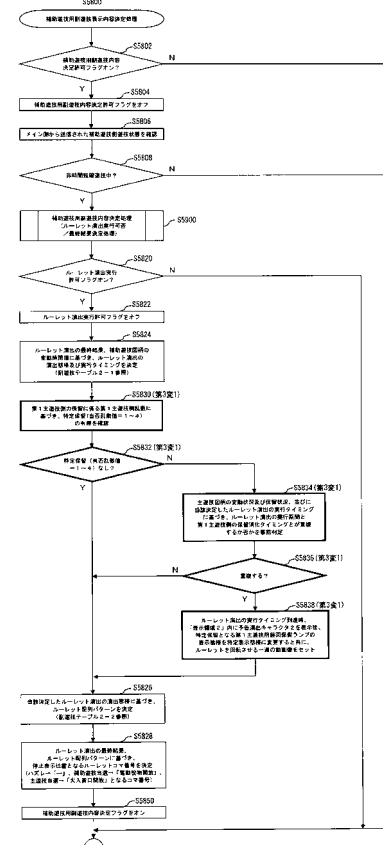 S5800
補助遊技用副遊技表示内容決定処理
S5802
補助遊技用副遊技内容
決定許可フラグオン?
N
Y
S5804
補助遊技用副遊技内容決定許可フラグをオフ
S5806
メイン側から送信された補助遊技側遊技状態を確認
S5808
非時間短縮遊技中?
N
Y
補助遊技用副遊技内容決定処理
(ルーレット演出実行可否
/最終結果決定処理)
S5900
S5820
ルーレット演出実行
許可フラグオン?
N
Y
S5822
ルーレット演出実行許可フラグをオフ
S5824
ルーレット演出の最終結果、補助遊技図柄の
変動時間値に基づき、ルーレット演出の
演出態様及び実行タイミングを決定
(副遊技テーブル2-1参照)
S5830(第3変1)
第1主遊技側の保留に係る第1主遊技側乱数に
基づき、特定保留(当否乱数値=1~4)
の有無を確認
S5832(第3変1)
特定保留(当否乱数値
=1~4)なし?
N
Y
S5834(第3変1)
主遊技図柄の変動状況及び保留状況、並びに
当該決定したルーレット演出の実行タイミング
に基づき、ルーレット演出の実行期間と
第1主遊技側の保留消化タイミングとが重複
するか否かを事前判定
S5836(第3変1)
重複する?
N
Y
S5838(第3変1)
ルーレット演出の実行タイミング到達時、
「表示領域2」内に予告演出キャラクタ2を表示後、
特定保留となる第1主遊技用図柄保留ランプの
表示態様を特定表示態様に変更すると共に、
ルーレットを回転させる一連の動画像をセット
S5826
当該決定したルーレット演出の演出態様に基づき、
ルーレット配列パターンを決定
(副遊技テーブル2-2参照)
S5828
ルーレット演出の最終結果、
ルーレット配列パターンに基づき、
停止表示位置となるルーレットコマ番号を決定
(ハズレ→「-」、補助遊技当選→「電動役物開放」、
主遊技当選→「大入賞口開放」となるコマ番号)
S5850
補助遊技用副遊技内容決定フラグをオン